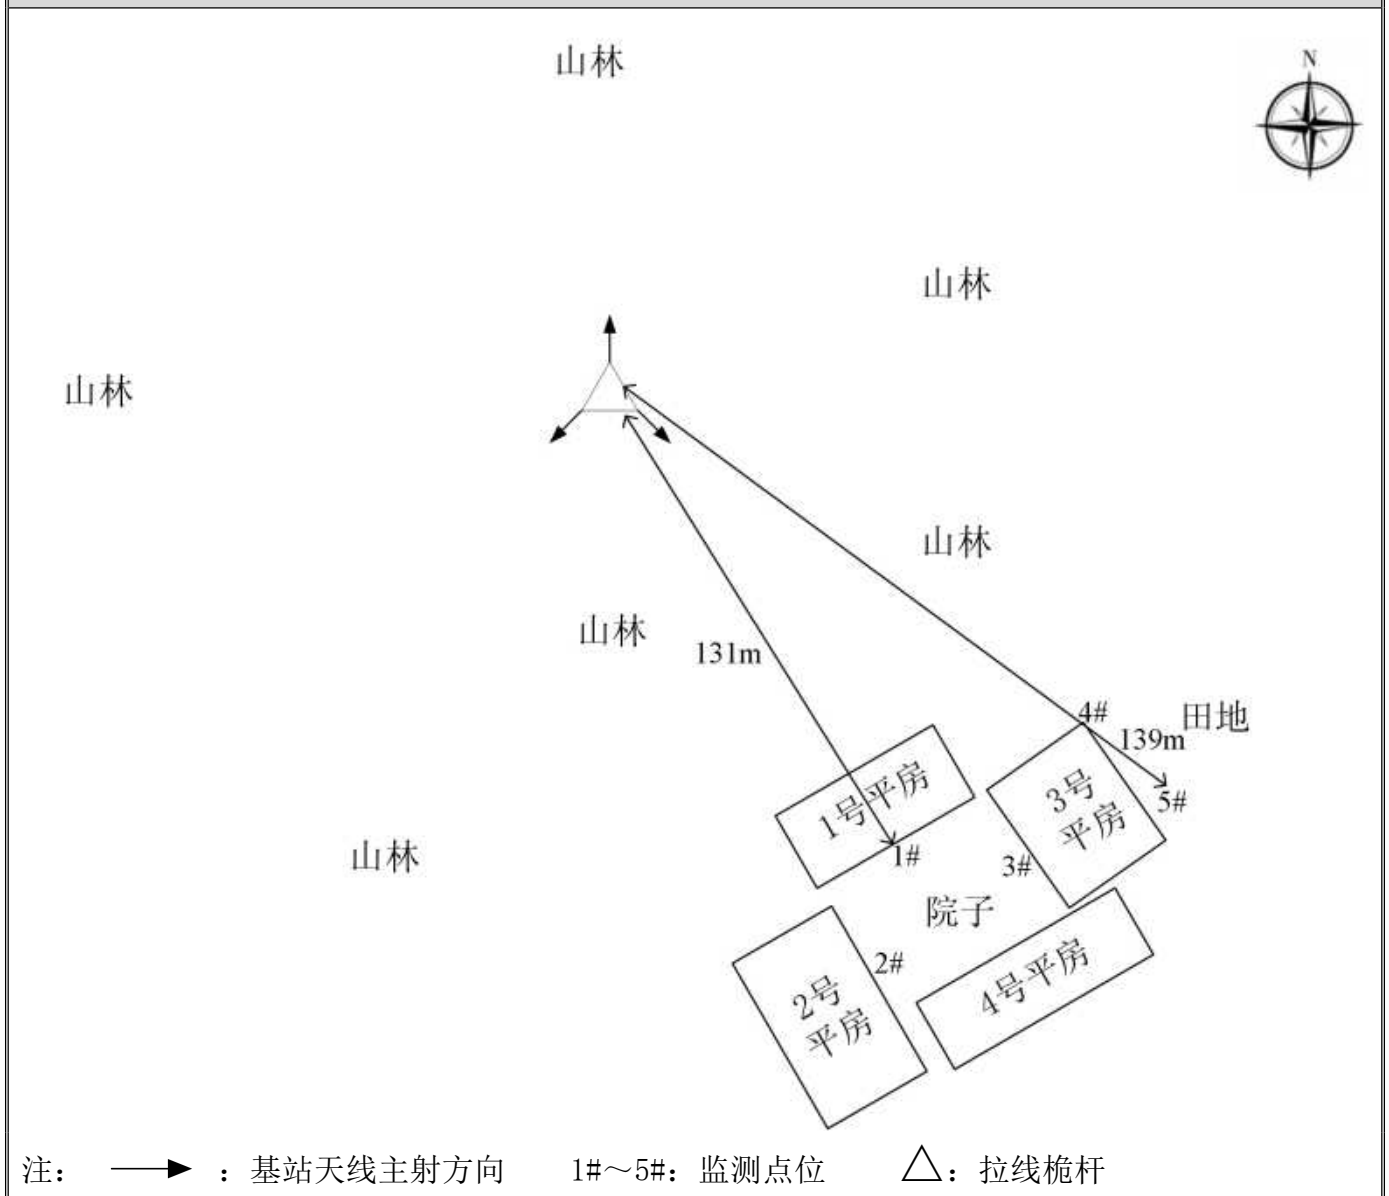 山林
N
山林
山林
山林
山林
131m
4#
田地
139m
1号平房
3号
平房
5#
1#
3#
山林
院子
2#
2号
平房
4号平房
注： ：基站天线主射方向 1#～5#：监测点位 ：拉线桅杆